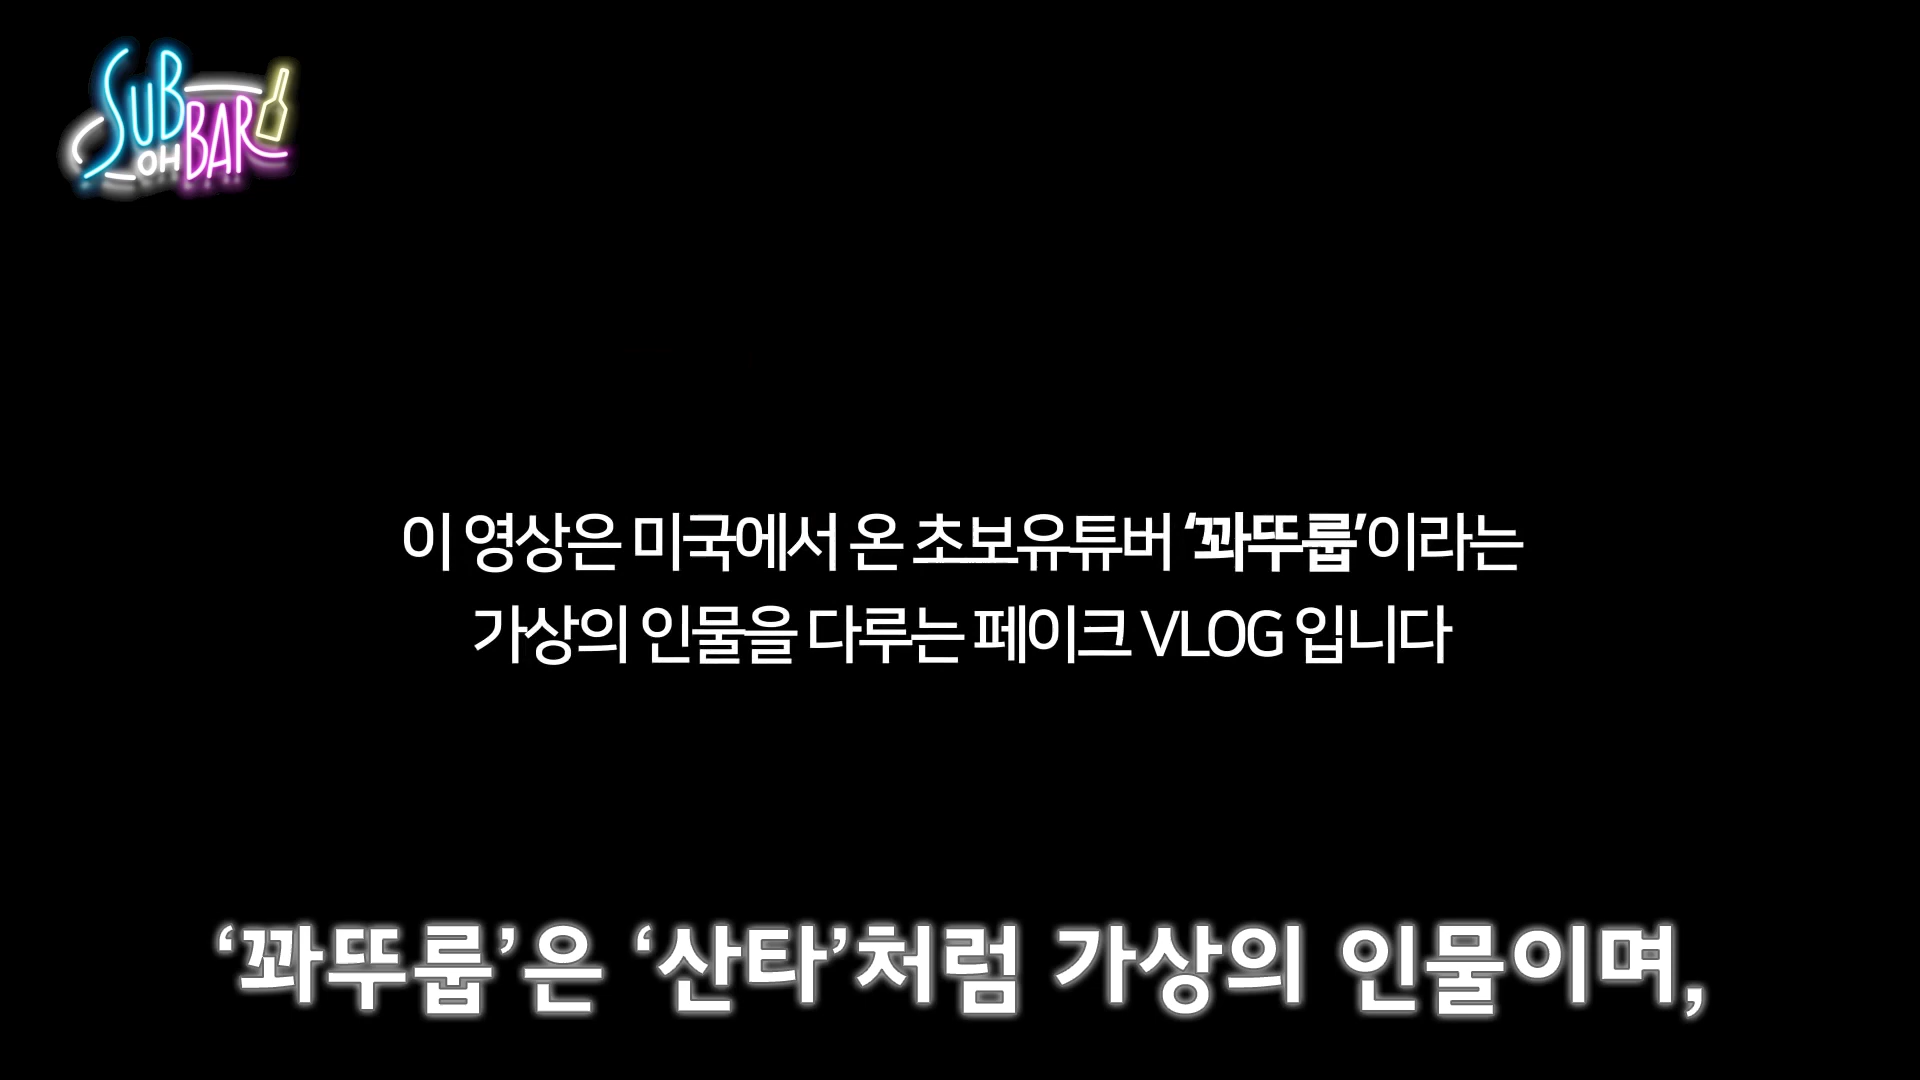 SUB
OH BAR
이 영상은 미국에서 온 초보유튜버 ‘꽈뚜룹’이라는
가상의 인물을 다루는 페이크 VLOG 입니다
‘꽈뚜룹’은 ‘산타’처럼 가상의 인물이며,